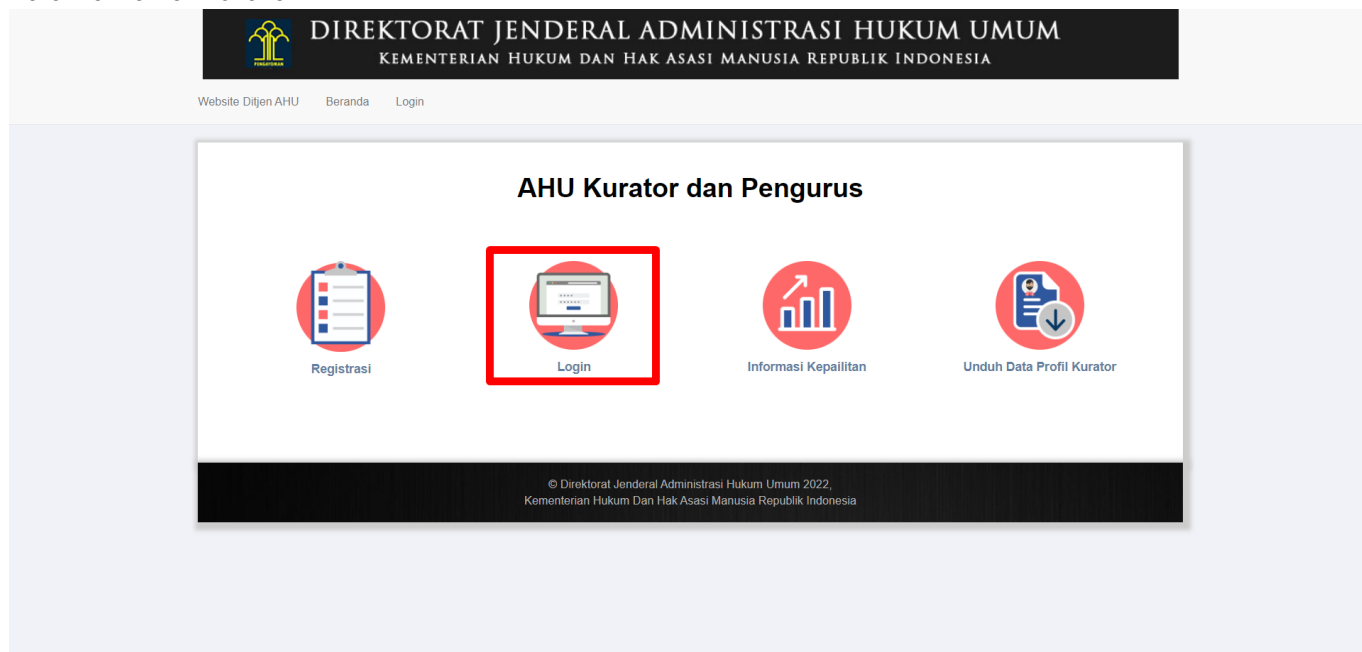 DIREKTORAT JENDERAL ADMINISTRASI HUKUM UMUM
KEMENTERIAN HUKUM DAN HAK ASASI MANUSIA REPUBLIK INDONESIA
PENGAYOMAN
Website Ditjen AHU Beranda Login
AHU Kurator dan Pengurus
Registrasi
Login
Informasi Kepailitan
Unduh Data Profil Kurator
© Direktorat Jenderal Administrasi Hukum Umum 2022,
Kementerian Hukum Dan Hak Asasi Manusia Republik Indonesia